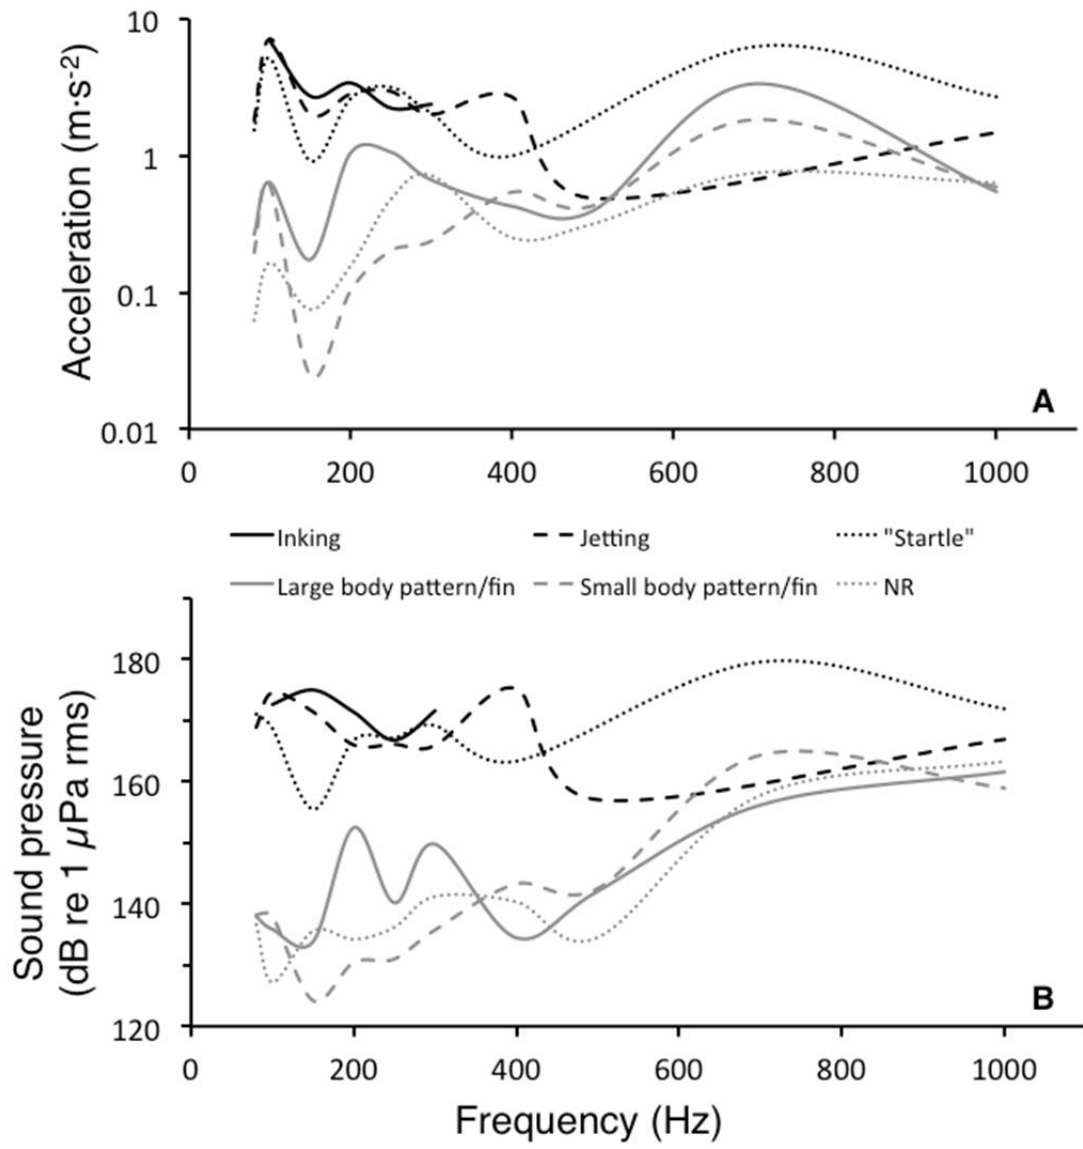 10
1
0.1
0.01
Acceleration (m·s-2)
A
0 200 400 600 800 1000
Inking Jetting "Startle"
Large body pattern/fin Small body pattern/fin NR
180
160
140
120
Sound pressure
(dB re 1 µPa rms)
B
0 200 400 600 800 1000
Frequency (Hz)